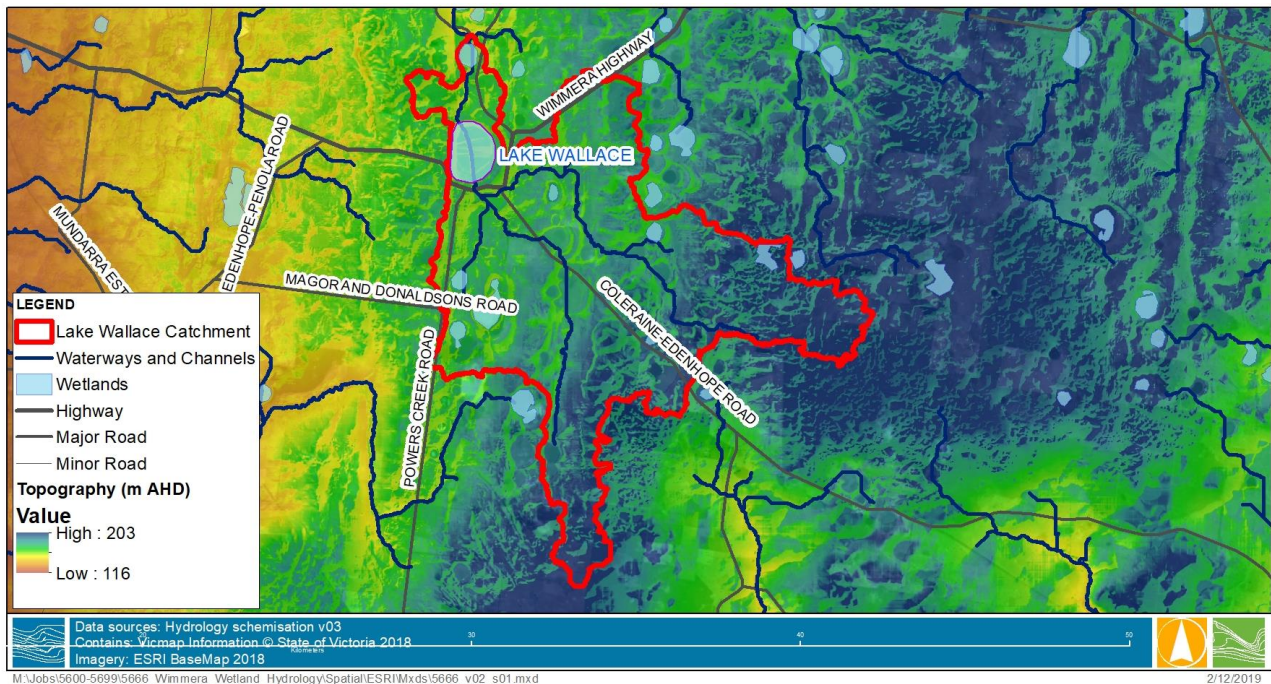 WIMMERA HIGHWAY
LAKE WALLACE
EDENHOPE-PENOLA ROAD
MUNDARRA EST
MAGOR AND DONALDSONS ROAD
COLERAINE-EDENHOPE ROAD
POWERS CREEK ROAD
LEGEND
Lake Wallace Catchment
Waterways and Channels
Wetlands
Highway
Major Road
Minor Road
Topography (m AHD)
Value
High : 203
Low : 116
Data sources: Hydrology schemisation v03
Contains: Vicmap Information © State of Victoria 2018
Imagery: ESRI BaseMap 2018
20 30 40 50
Kilometers
M:\Jobs\5600-5699\5666_Wimmera_Wetland_Hydrology\Spatial\ESRI\Mxds\5666_v02_s01.mxd
2/12/2019